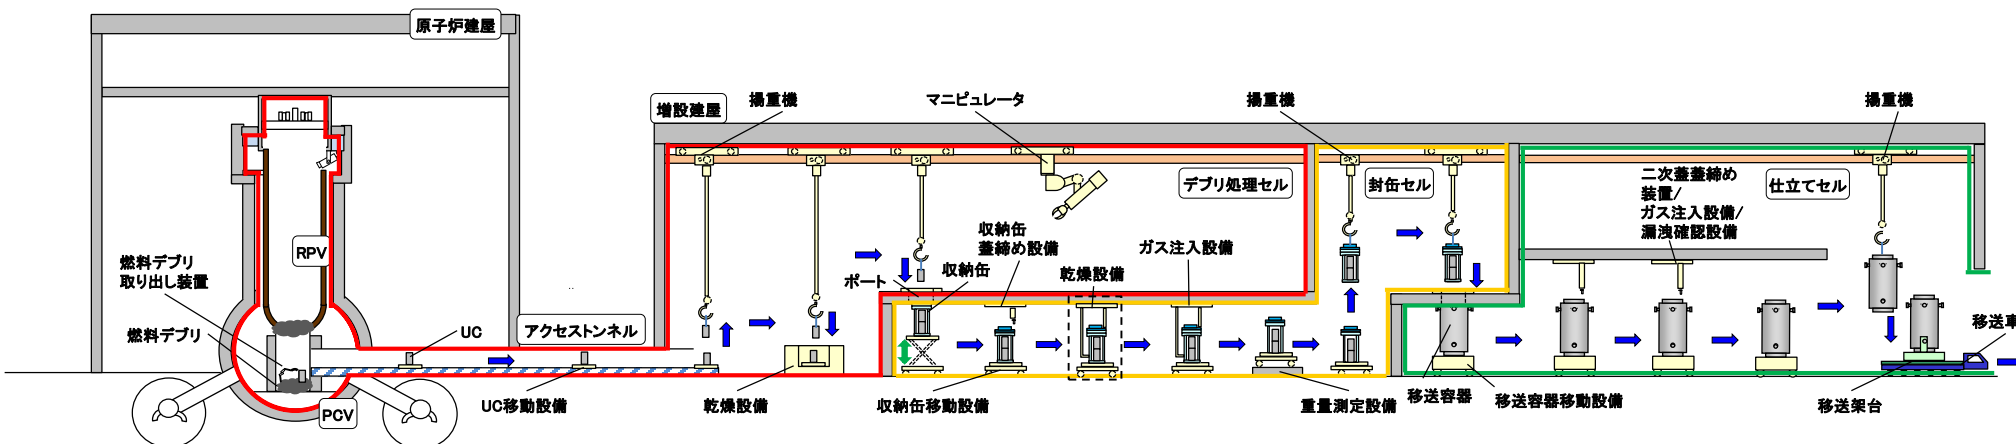 原子炉建屋
増設建屋
揚重機
マニピュレータ
揚重機
揚重機
デブリ処理セル
封缶セル
二次蓋蓋締め
装置/
ガス注入設備/
漏洩確認設備
仕立てセル
RPV
燃料デブリ
取り出し装置
収納缶
蓋締め設備
ガス注入設備
収納缶
乾燥設備
ポート
燃料デブリ
UC
アクセストンネル
移送車
PCV
UC移動設備
乾燥設備
収納缶移動設備
重量測定設備
移送容器
移送容器移動設備
移送架台